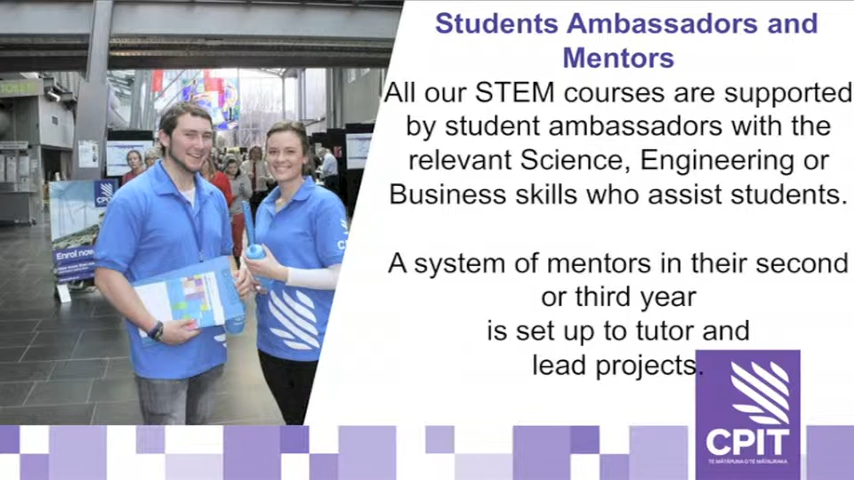 Students Ambassadors and
Mentors
All our STEM courses are supported
by student ambassadors with the
relevant Science, Engineering or
Business skills who assist students.
A system of mentors in their second
or third year
is set up to tutor and
lead projects.
CPIT
Enrol now
CPIT